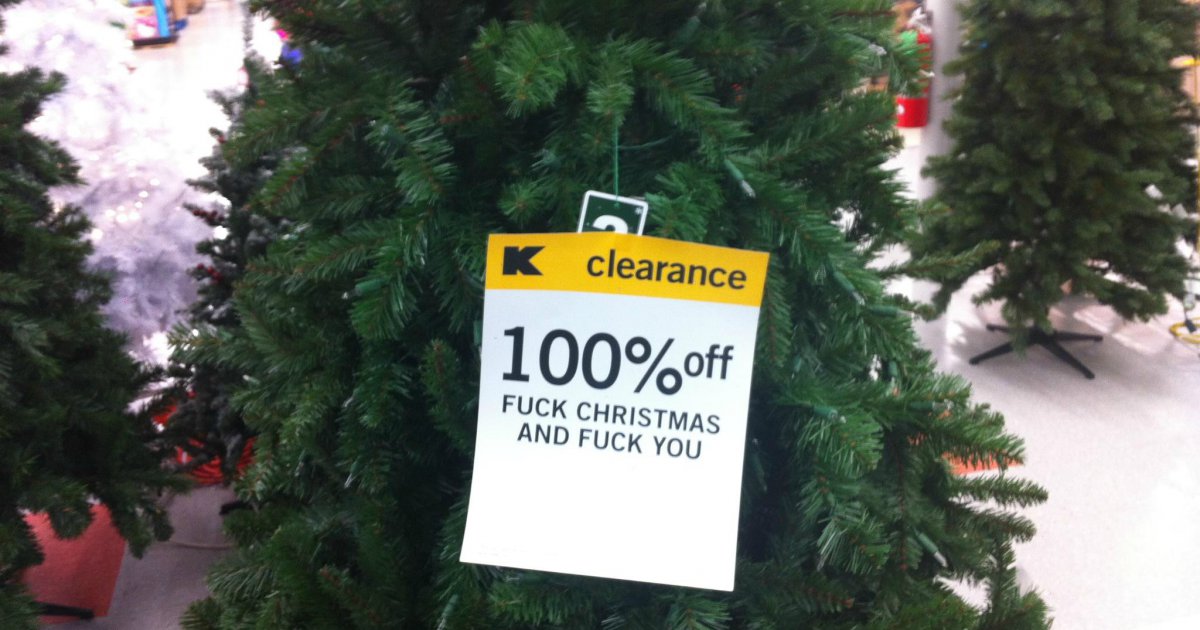 K clearance
100% off
FUCK CHRISTMAS
AND FUCK YOU